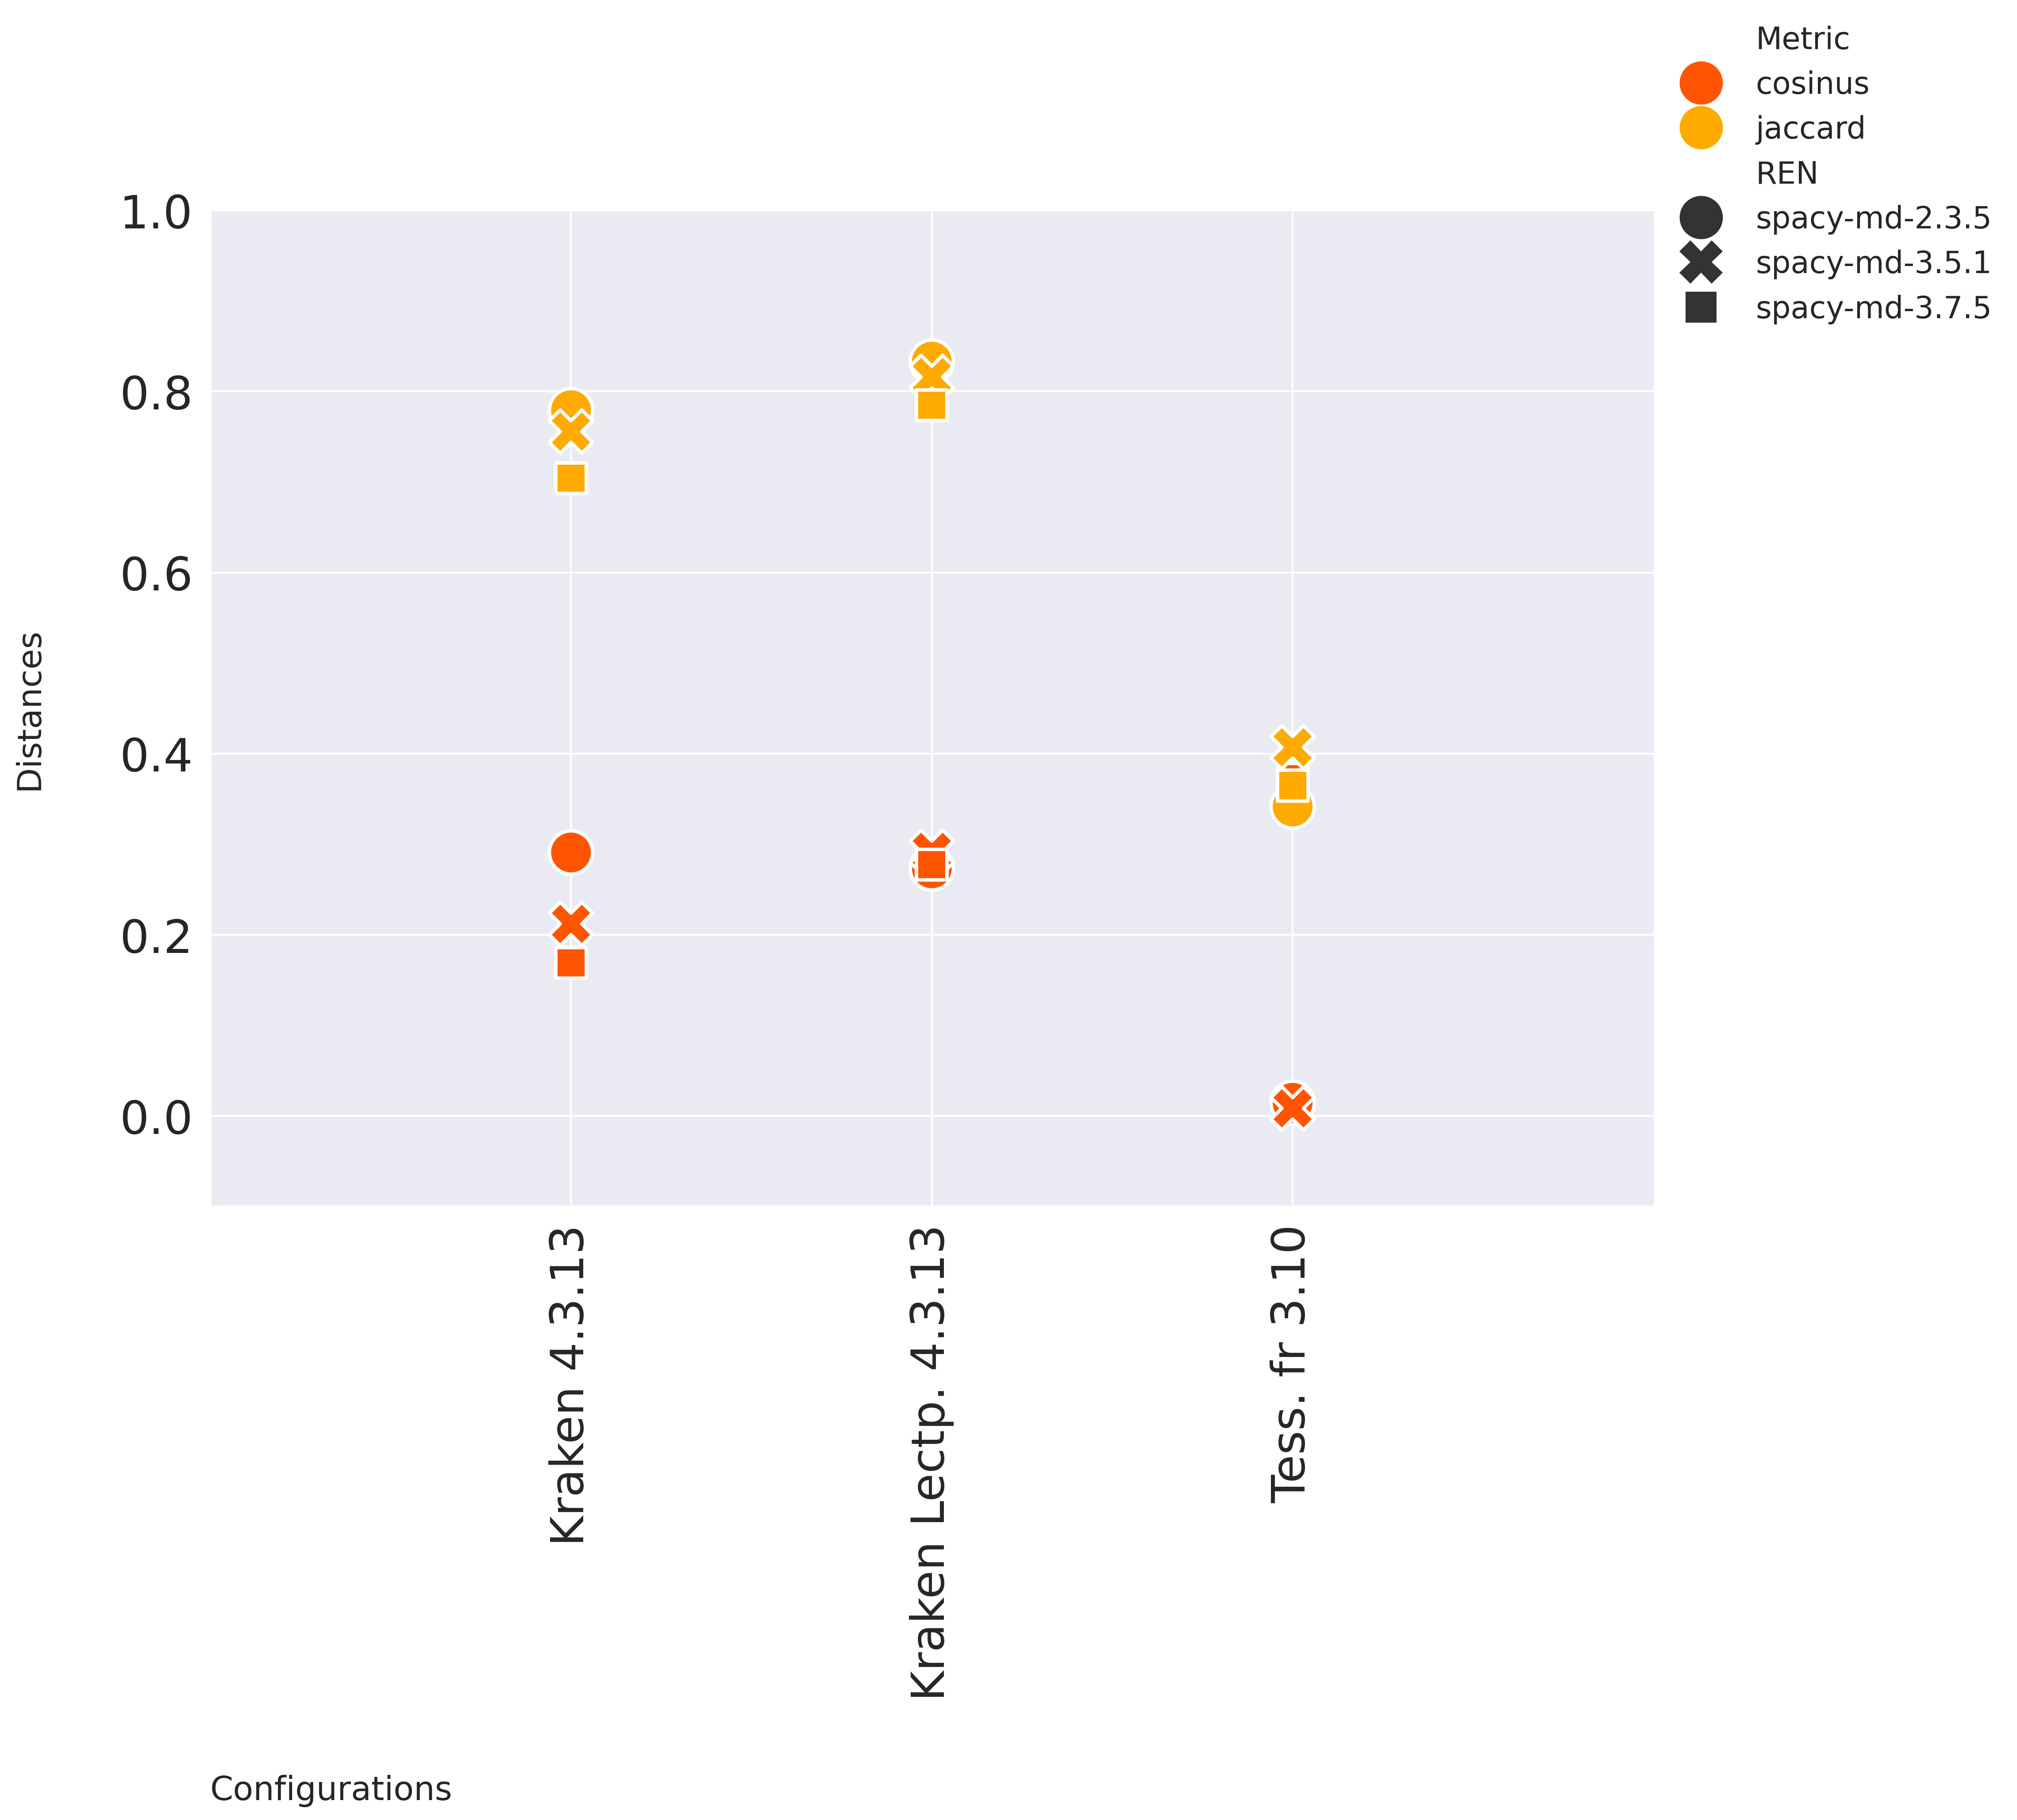 Metric
cosinus
jaccard
REN
spacy-md-2.3.5
spacy-md-3.5.1
spacy-md-3.7.5
1.0
0.8
0.6
0.4
0.2
0.0
Distances
Kraken 4.3.13
Kraken Lectp. 4.3.13
Tess. fr 3.10
Configurations